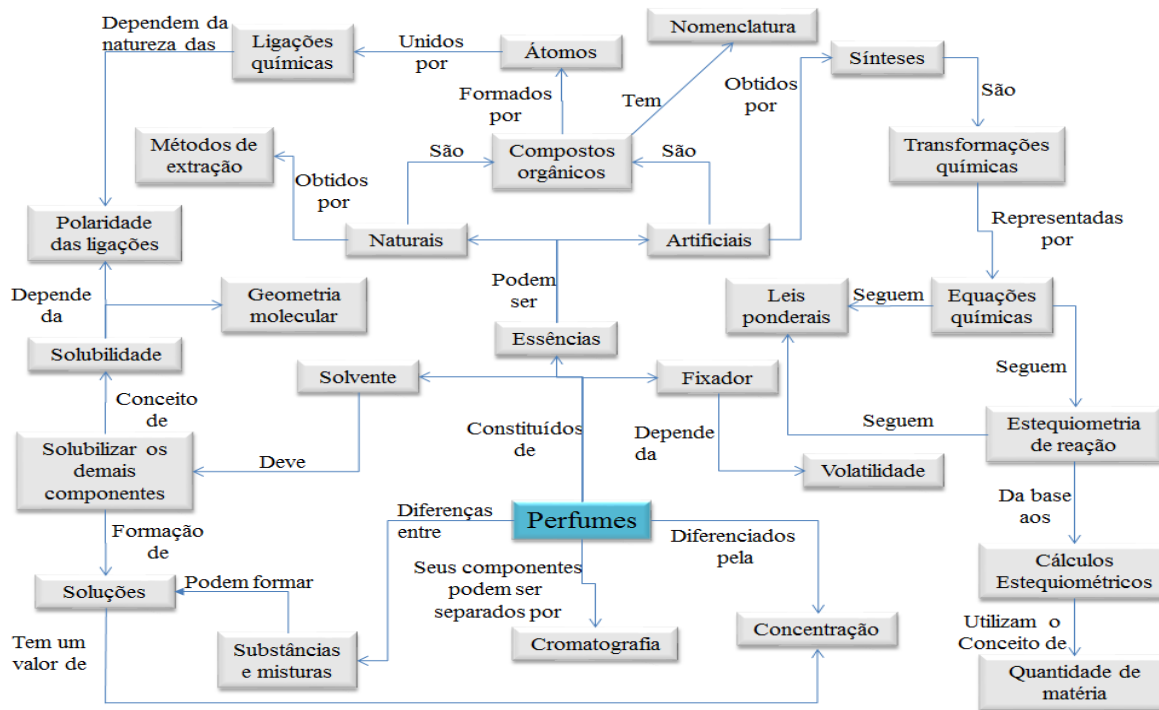 Dependem da
natureza das
Ligações
químicas
Unidos
por
Átomos
Nomenclatura
Sínteses
Formados
por
Tem
Obtidos
por
São
Métodos de
extração
São
Compostos
orgânicos
São
Transformações
químicas
Obtidos
por
Polaridade
das ligações
Naturais
Artificiais
Representadas
por
Depende
da
Geometria
molecular
Podem
ser
Leis
ponderais
Seguem
Equações
químicas
Solubilidade
Essências
Solvente
Fixador
Seguem
Conceito
de
Constituídos
de
Depende
da
Seguem
Estequiometria
de reação
Solubilizar os
demais
componentes
Deve
Volatilidade
Formação
de
Diferenças
entre
Perfumes
Diferenciados
pela
Da base
aos
Soluções
Podem formar
Seus componentes
podem ser
separados por
Cálculos
Estequiométricos
Tem um
valor de
Substâncias
e misturas
Cromatografia
Concentração
Utilizam o
Conceito de
Quantidade de
matéria